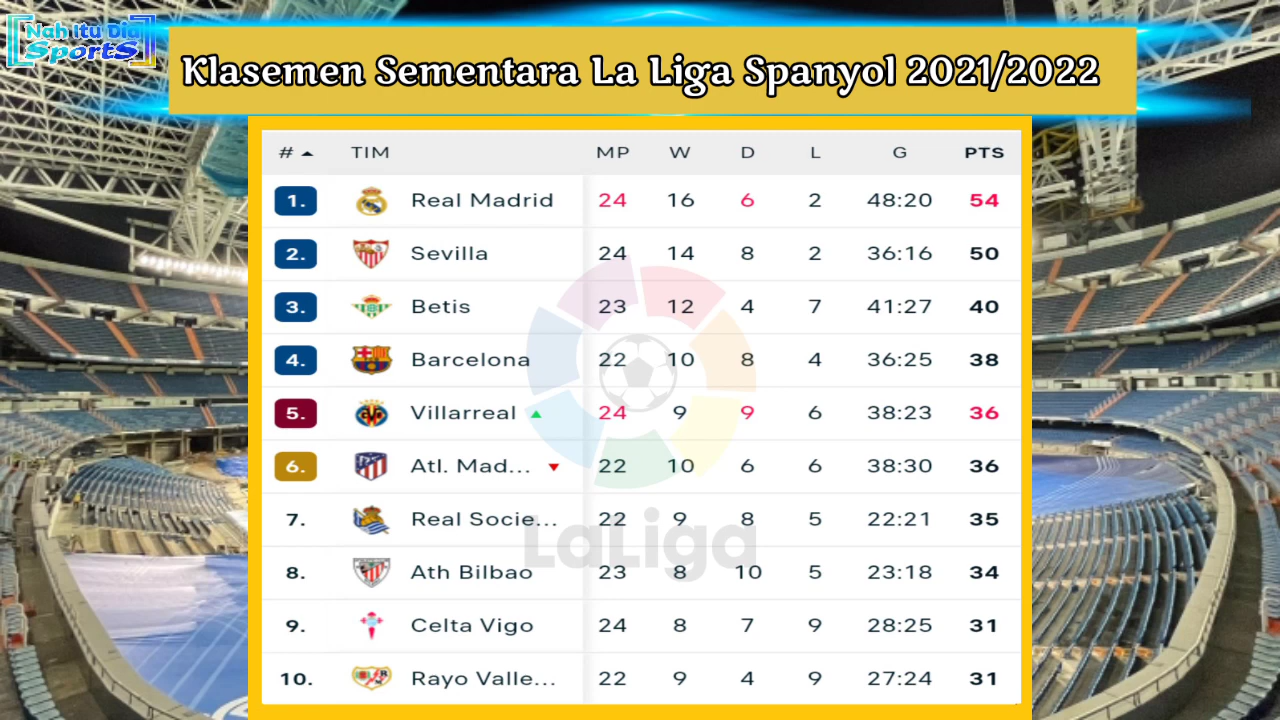 Nah Itu Dia
Sports
Klasemen Sementara La Liga Spanyol 2021/2022
# TIM MP W D L G PTS
1. Real Madrid 24 16 6 2 48:20 54
2. Sevilla 24 14 8 2 36:16 50
3. Betis 23 12 4 7 41:27 40
4. Barcelona 22 10 8 4 36:25 38
5. Villarreal 24 9 9 6 38:23 36
6. Atl. Mad... 22 10 6 6 38:30 36
7. Real Socie... 22 9 8 5 22:21 35
8. Ath Bilbao 23 8 10 5 23:18 34
9. Celta Vigo 24 8 7 9 28:25 31
10. Rayo Valle... 22 9 4 9 27:24 31
LaLiga